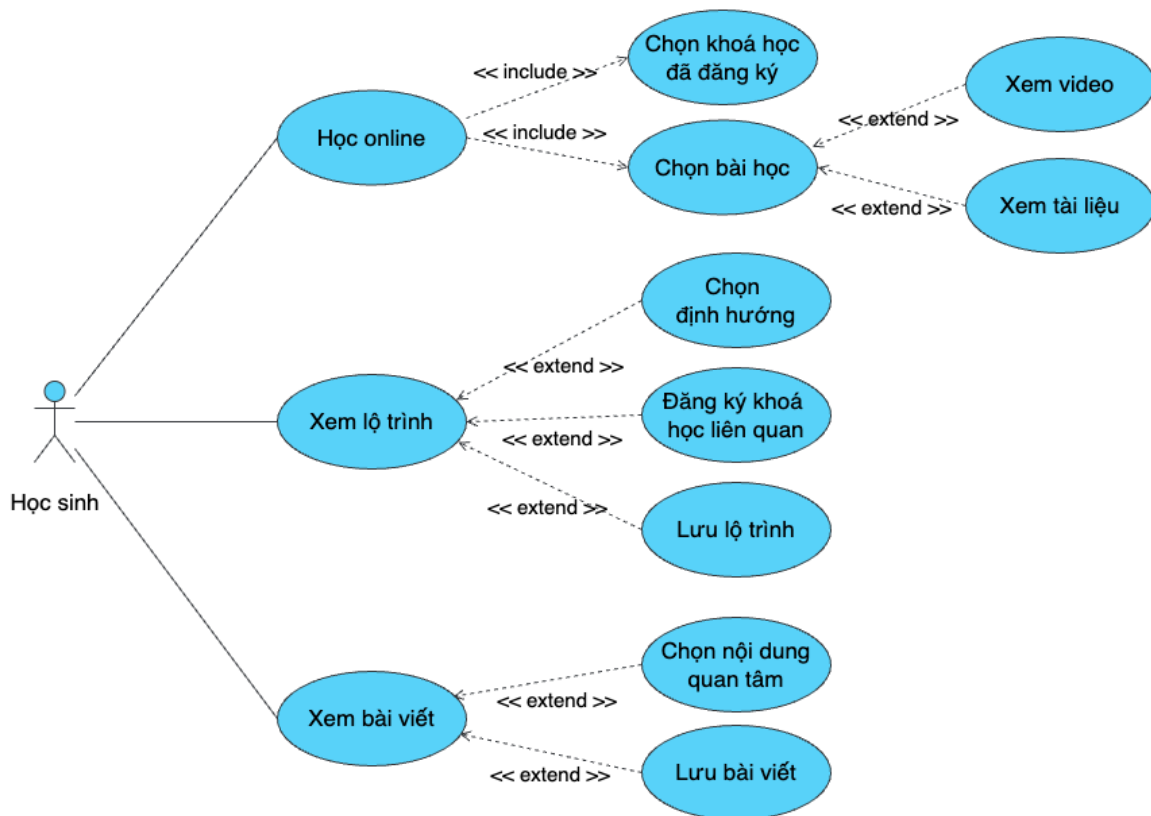 Chọn khoá học
đã đăng ký
<< include >>
Học online
<< include >>
Chọn bài học
Xem video
<< extend >>
Xem tài liệu
<< extend >>
Chọn
định hướng
<< extend >>
Xem lộ trình
Đăng ký khoá
học liên quan
<< extend >>
Học sinh
<< extend >>
Lưu lộ trình
Chọn nội dung
quan tâm
<< extend >>
Xem bài viết
<< extend >>
Lưu bài viết